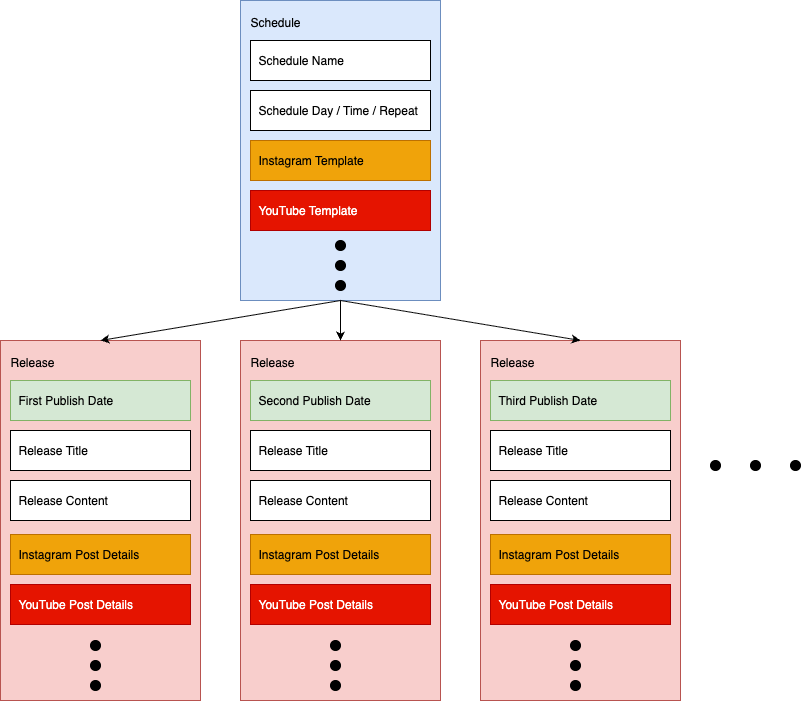 Schedule
Schedule Name
Schedule Day / Time / Repeat
Instagram Template
YouTube Template
Release
First Publish Date
Release Title
Release Content
Instagram Post Details
YouTube Post Details
Release
Second Publish Date
Release Title
Release Content
Instagram Post Details
YouTube Post Details
Release
Third Publish Date
Release Title
Release Content
Instagram Post Details
YouTube Post Details